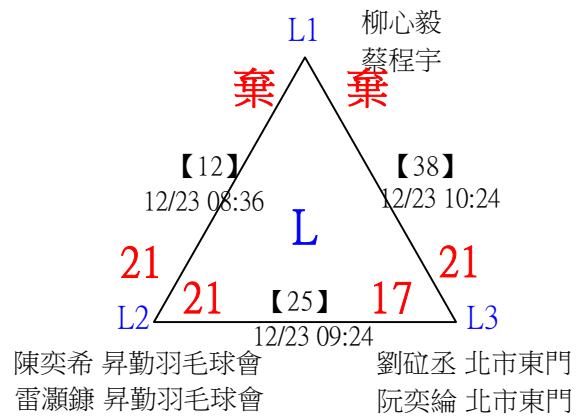 L1
柳心毅
蔡程宇
棄 棄
【12】 【38】
12/23 08:36 12/23 10:24
L
21 21
21 【25】 17
L2 L3
12/23 09:24
陳奕希 昇勤羽毛球會 劉砬丞 北市東門
雷灝鎌 昇勤羽毛球會 阮奕綸 北市東門